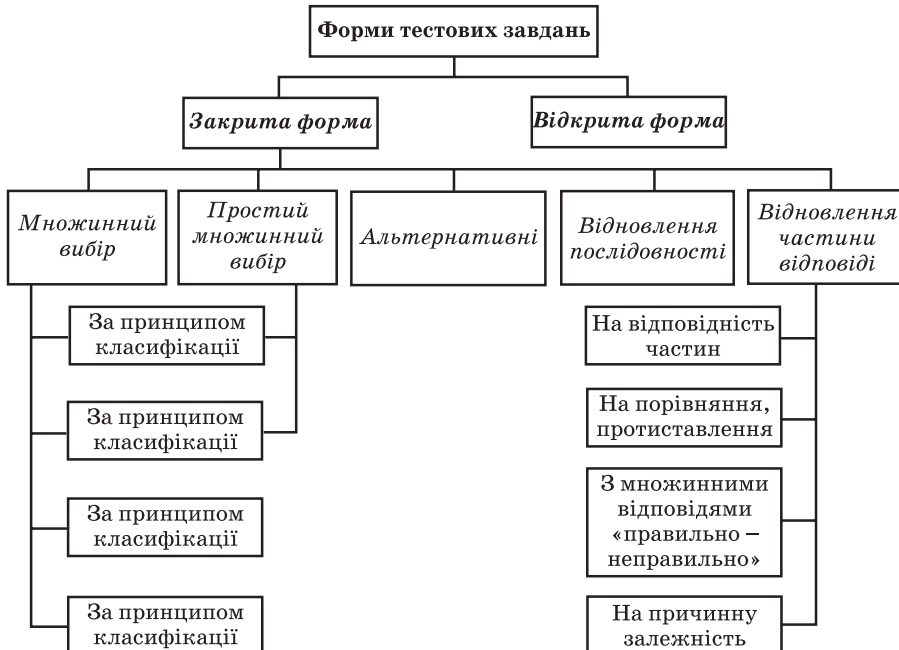 Форми тестових завдань
Закрита форма
Відкрита форма
Множинний
вибір
Простий
множинний
вибір
Альтернативні
Відновлення
послідовності
Відновлення
частини
відповіді
За принципом
класифікації
За принципом
класифікації
За принципом
класифікації
За принципом
класифікації
На відповідність
частин
На порівняння,
протиставлення
З множинними
відповідями
«правильно –
неправильно»
На причинну
залежність